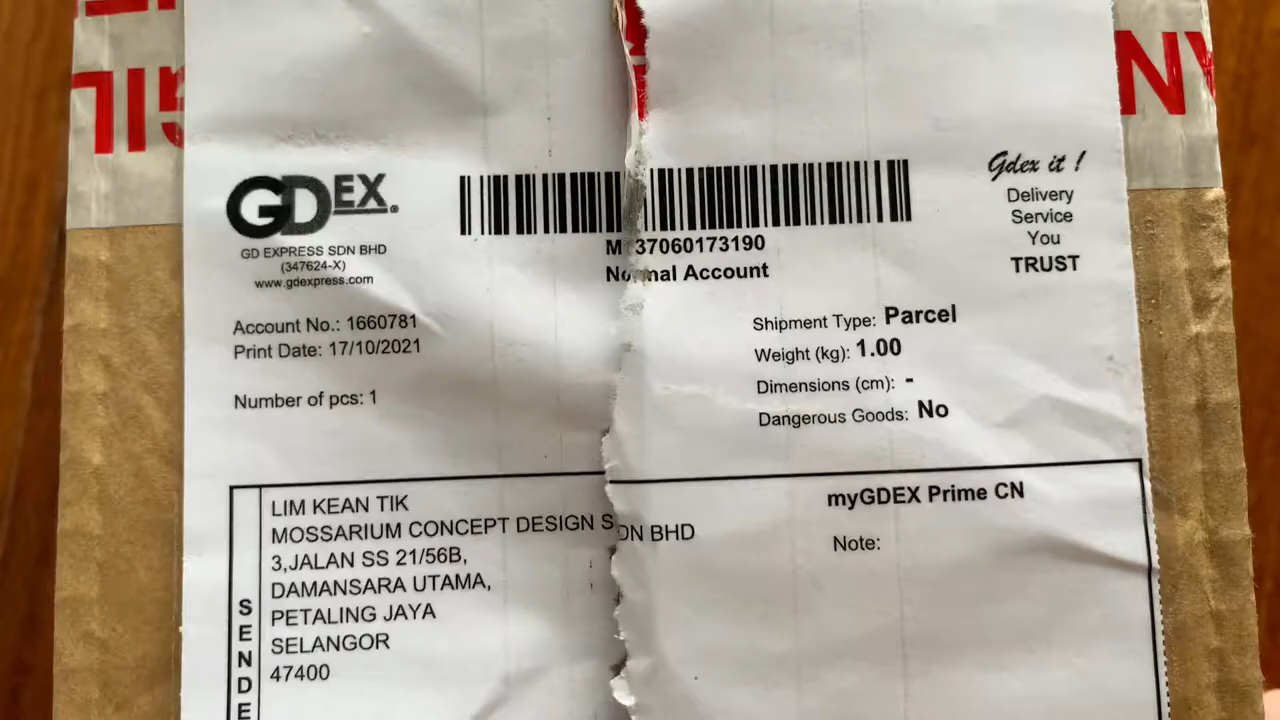 GDEX
GD EXPRESS SDN BHD
(347624-X)
www.gdexpress.com
37060173190
Account
Gdex it !
Delivery
Service
You
TRUST
Account No.: 1660781
Print Date: 17/10/2021
Number of pcs: 1
Shipment Type: Parcel
Weight (kg): 1.00
Dimensions (cm): -
Dangerous Goods: No
LIM KEAN TIK
MOSSARIUM CONCEPT DESIGN SDN BHD
3,JALAN SS 21/56B,
DAMANSARA UTAMA,
PETALING JAYA
SELANGOR
47400
SENDE
myGDEX Prime CN
Note: